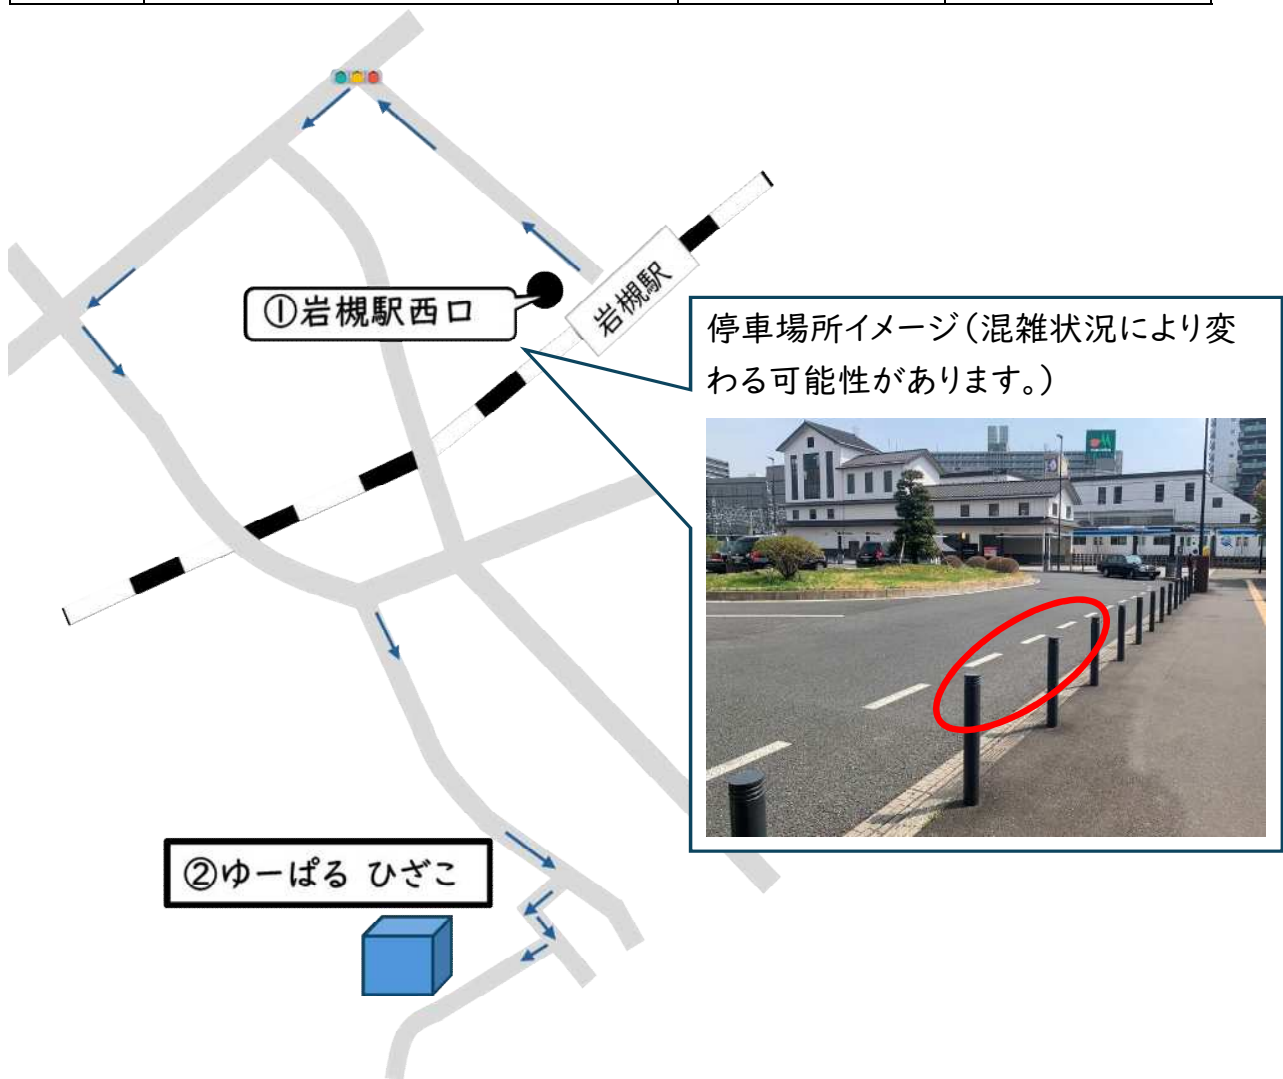 ①岩槻駅西口
岩槻駅
停車場所イメージ(混雑状況により変
わる可能性があります。)
②ゆーぱる ひざこ